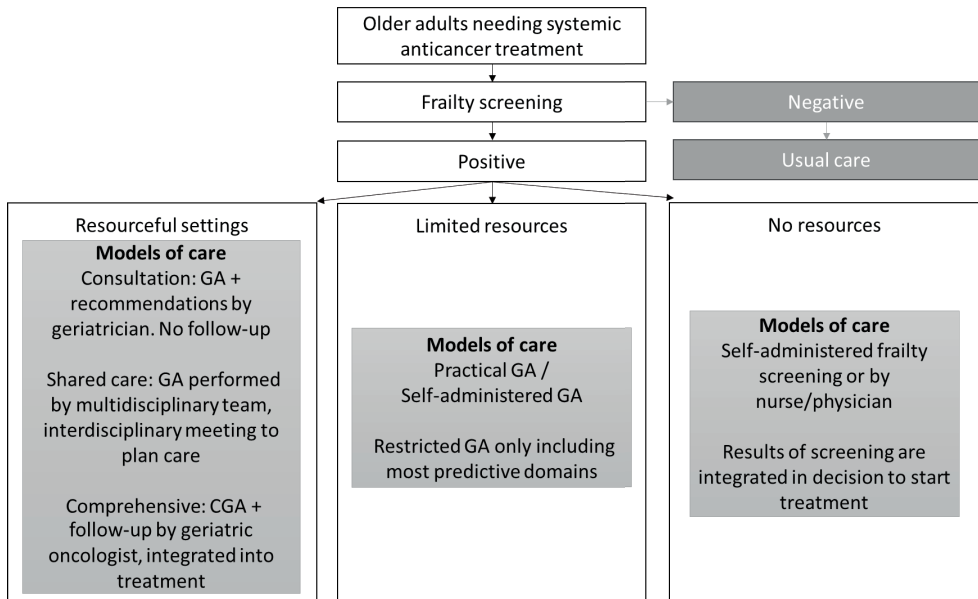 Older adults needing systemic
anticancer treatment
Frailty screening
Negative
Positive
Usual care
Resourceful settings
Models of care
Consultation: GA +
recommendations by
geriatrician. No follow-up
Shared care: GA performed
by multidisciplinary team,
interdisciplinary meeting to
plan care
Comprehensive: CGA +
follow-up by geriatric
oncologist, integrated into
treatment
Limited resources
Models of care
Practical GA /
Self-administered GA
Restricted GA only including
most predictive domains
No resources
Models of care
Self-administered frailty
screening or by
nurse/physician
Results of screening are
integrated in decision to start
treatment